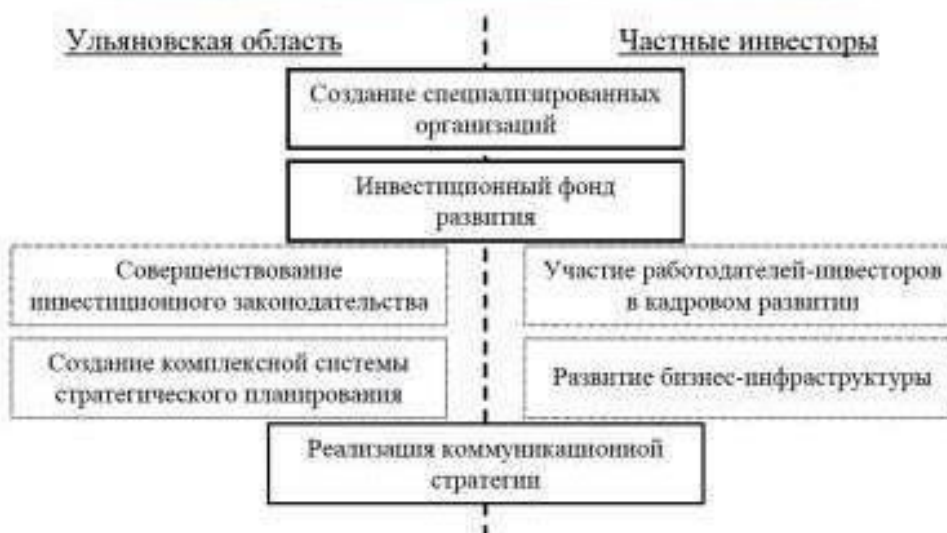 Ульяновская область
Частные инвесторы
Создание специализированных
организаций
Инвестиционный фонд
развития
Совершенствование
инвестиционного законодательства
Участие работодателей-инвесторов
в кадровом развитии
Создание комплексной системы
стратегического планирования
Развитие бизнес-инфраструктуры
Реализация коммуникационной
стратегии